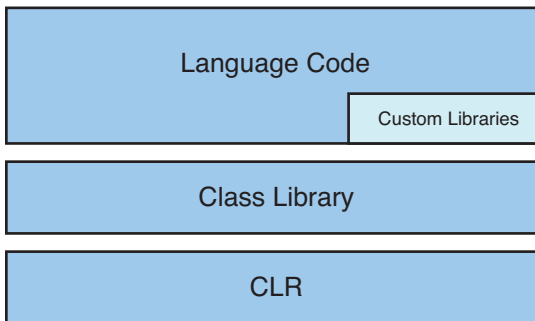 Language Code
Custom Libraries
Class Library
CLR